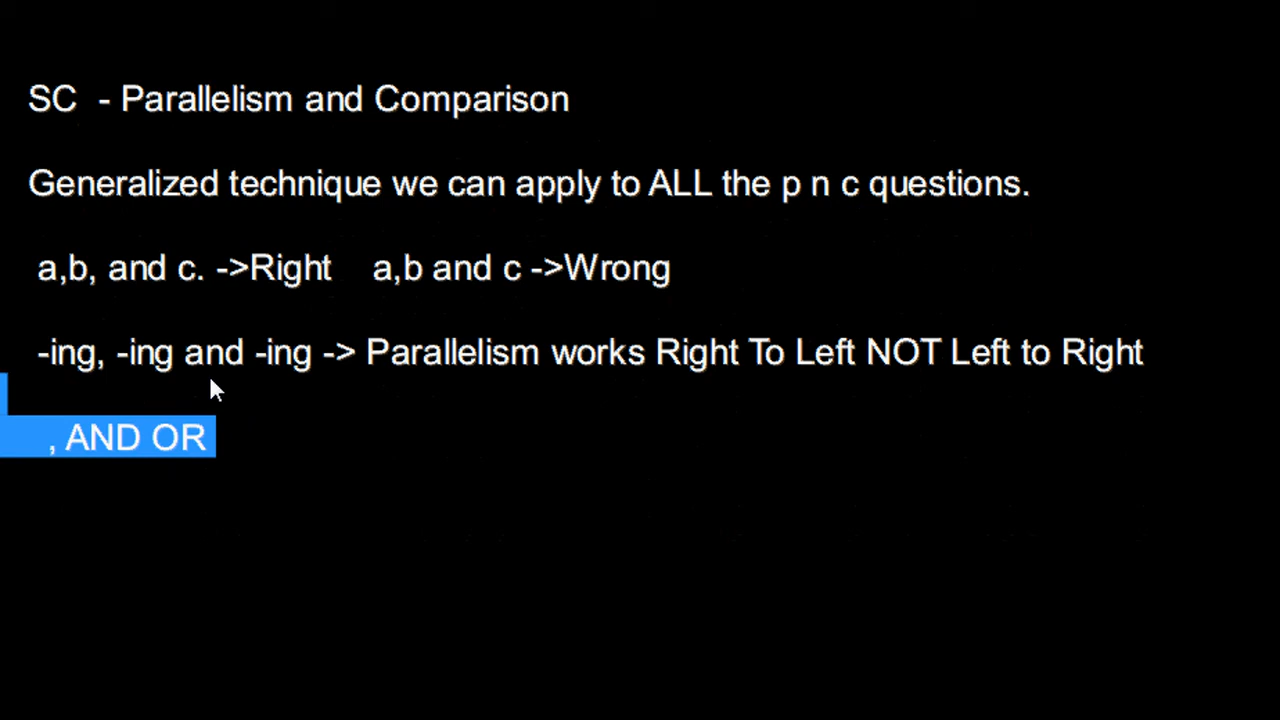 SC - Parallelism and Comparison
Generalized technique we can apply to ALL the p n c questions.
a,b, and c. ->Right a,b and c ->Wrong
-ing, -ing and -ing -> Parallelism works Right To Left NOT Left to Right
, AND OR